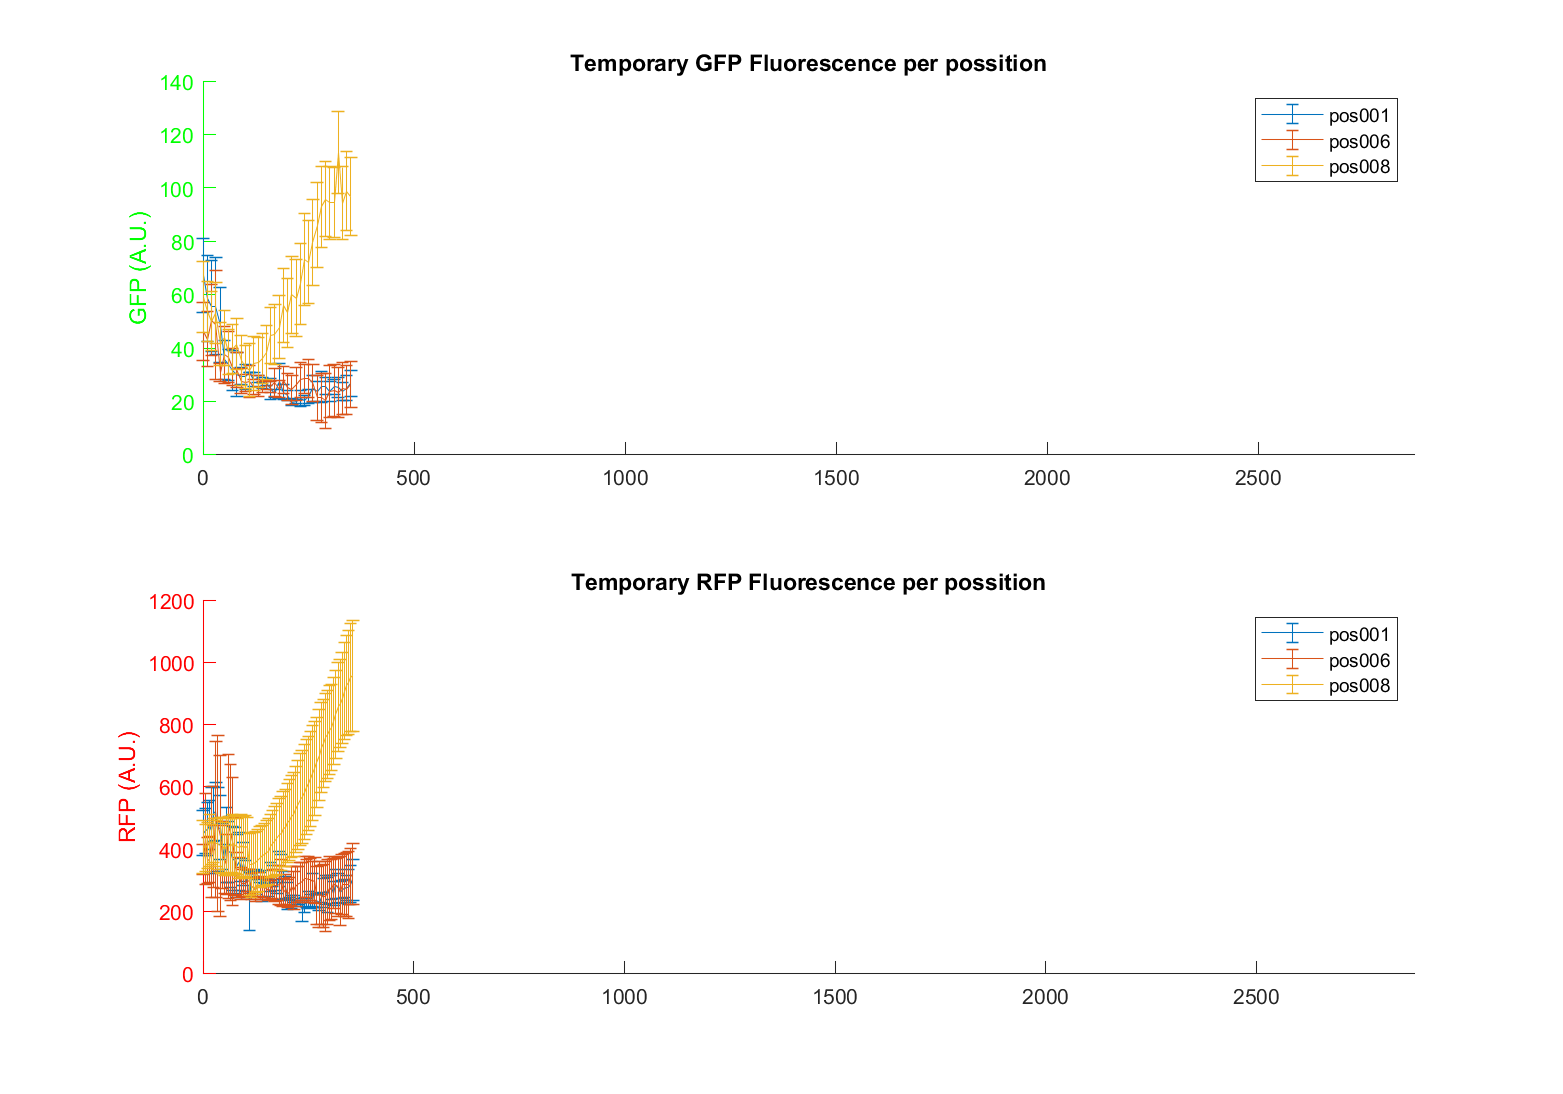 Temporary GFP Fluorescence per possition
140
120
100
80
60
40
20
0
GFP (A.U.)
0 500 1000 1500 2000 2500
pos001
pos006
pos008
Temporary RFP Fluorescence per possition
1200
1000
800
600
400
200
0
RFP (A.U.)
0 500 1000 1500 2000 2500
pos001
pos006
pos008